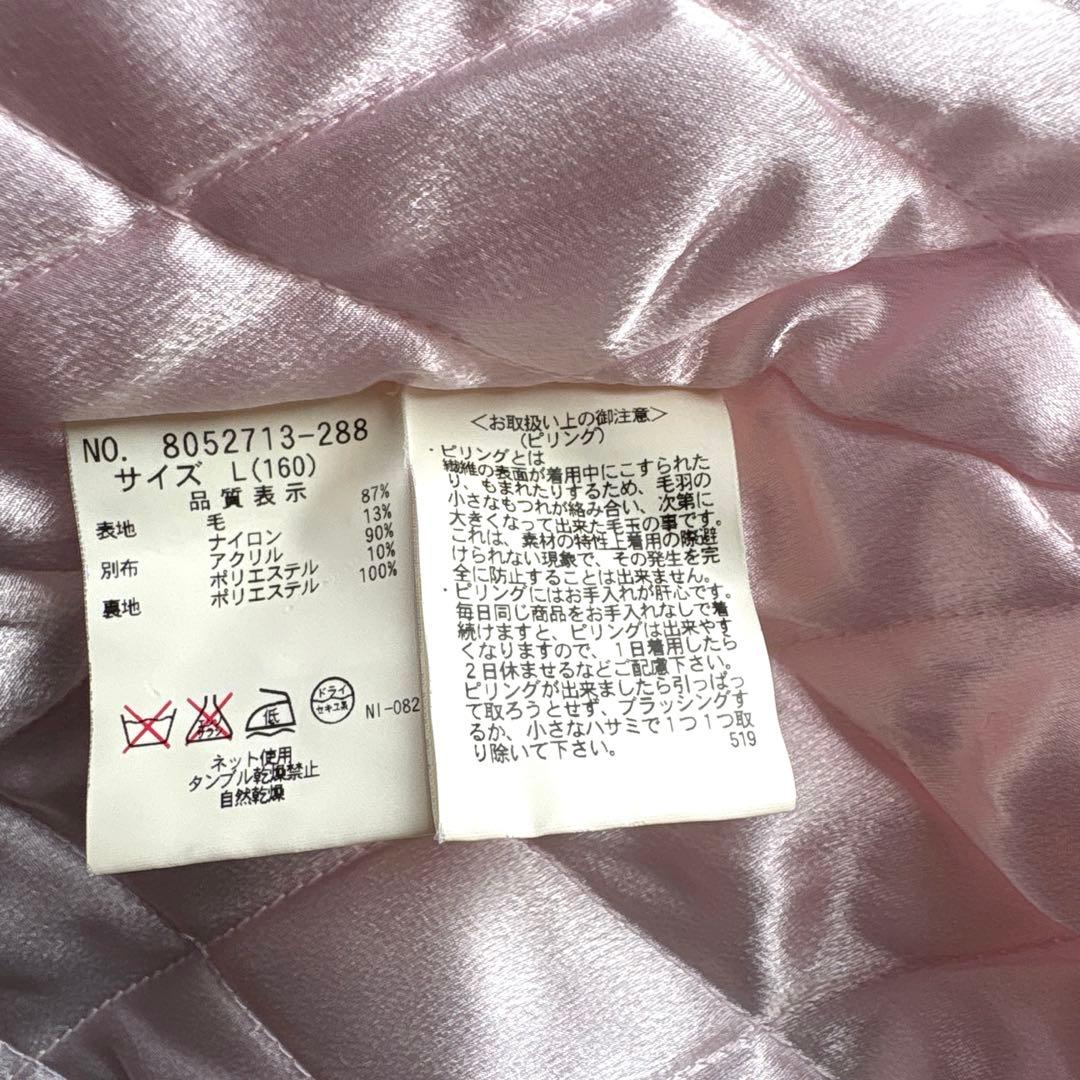 NO. 8052713-288
サイズ L(160)
品質表示
表地 毛 87%
ナイロン 13%
別布 アクリル 90%
ポリエステル 10%
裏地 ポリエステル 100%
エンソ
サラシ
低
ドライ
セキユ系
NI-082
ネット使用
タンブル乾燥禁止
自然乾燥
＜お取扱い上の御注意＞
(ピリング)
・ピリングとは
繊維の表面が着用中にこすられた
り、もまれたりするため、毛羽の
小さなもつれが絡み合い、次第に
大きくなって出来た毛玉の事です。
これは、素材の特性上着用の際避
けられない現象で、その発生を完
全に防止することは出来ません。
・ピリングにはお手入れが肝心です。
毎日同じ商品をお手入れなしで着
続けますと、ピリングは出来やす
くなりますので、1日着用したら
2日休ませるなどご配慮下さい。
ピリングが出来ましたら引っぱっ
て取ろうとせず、ブラッシングす
るか、小さなハサミで1つ1つ取
り除いて下さい。
519